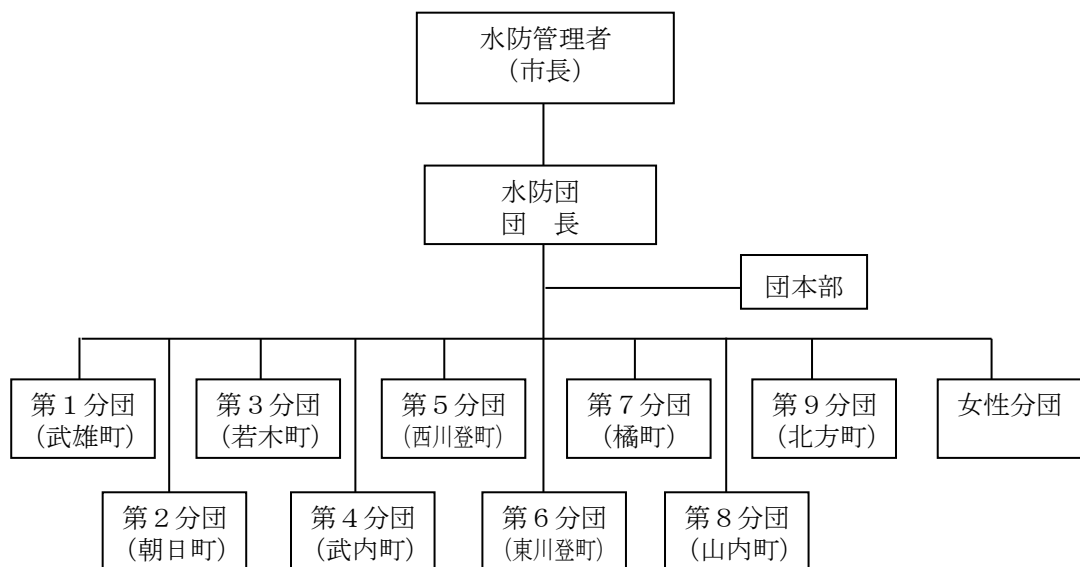 水防管理者
（市長）
水防団
団　長
団本部
第１分団
（武雄町）
第３分団
（若木町）
第５分団
（西川登町）
第７分団
（橘町）
第９分団
（北方町）
女性分団
第２分団
（朝日町）
第４分団
（武内町）
第６分団
（東川登町）
第８分団
（山内町）